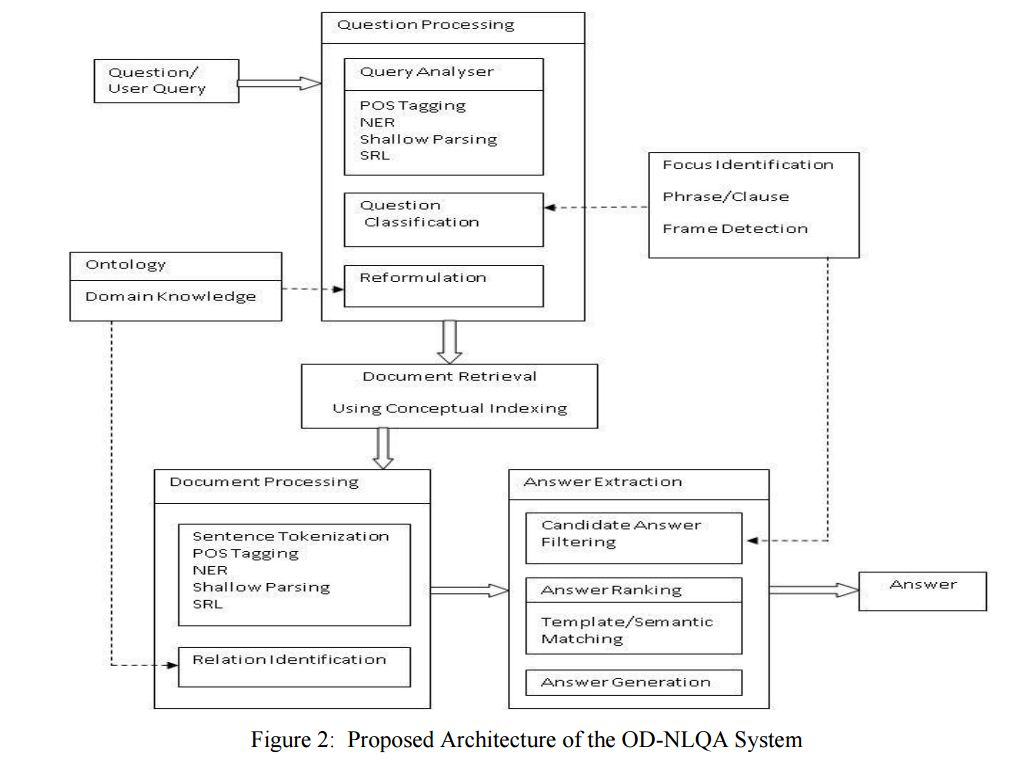 Question Processing
Question/
User Query
Query Analyser
POS Tagging
NER
Shallow Parsing
SRL
Question
Classification
Reformulation
Focus Identification
Phrase/Clause
Frame Detection
Ontology
Domain Knowledge
Document Retrieval
Using Conceptual Indexing
Document Processing
Sentence Tokenization
POS Tagging
NER
Shallow Parsing
SRL
Relation Identification
Answer Extraction
Candidate Answer
Filtering
Answer Ranking
Template/Semantic
Matching
Answer Generation
Answer
Figure 2: Proposed Architecture of the OD-NLQA System